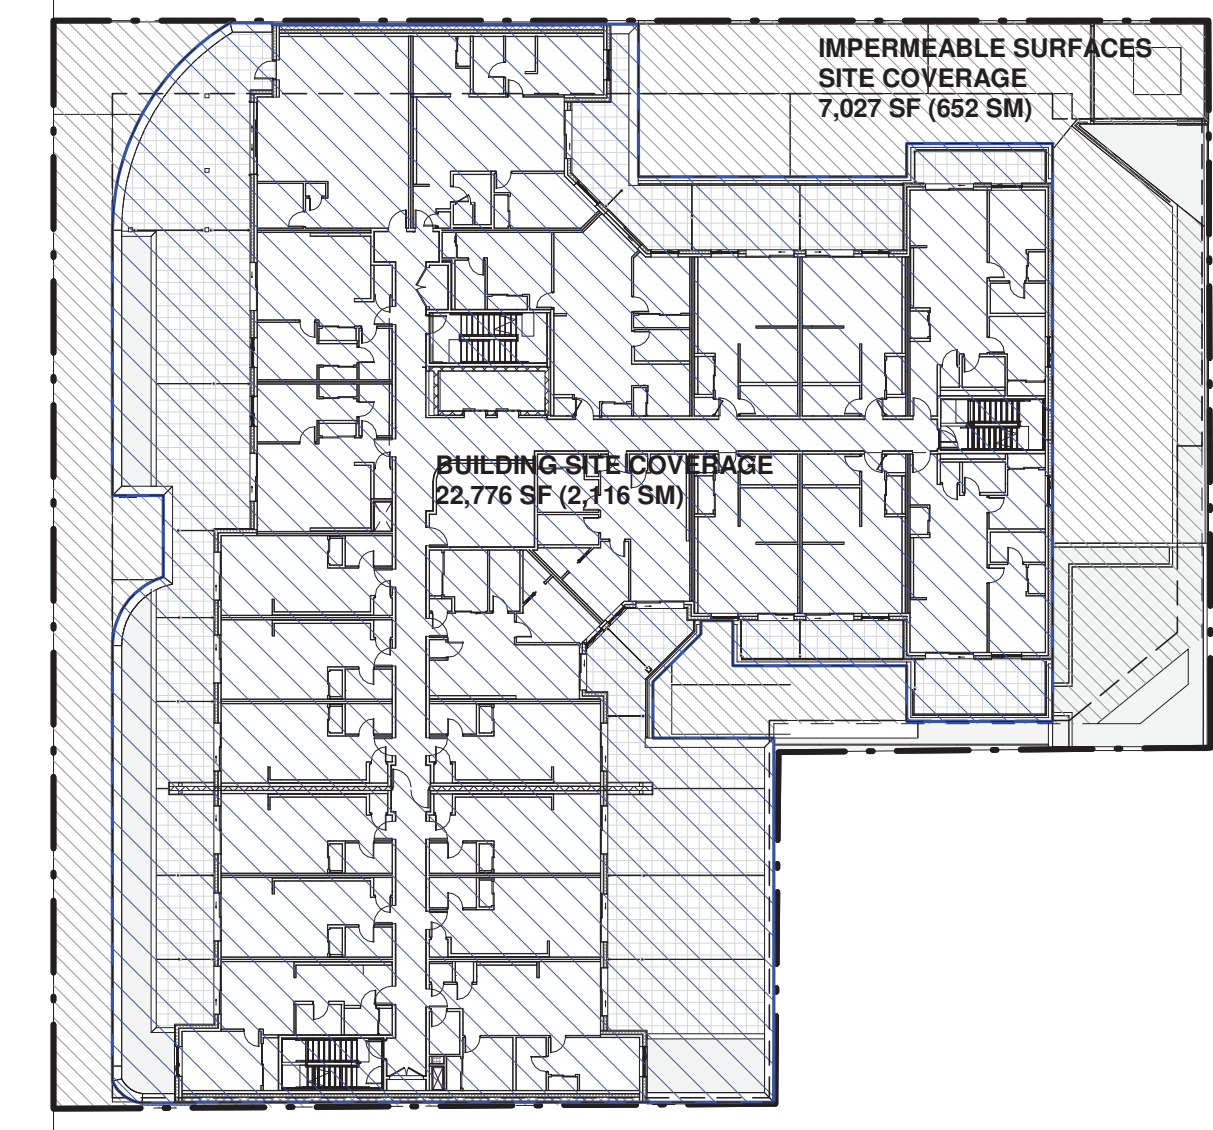 IMPERMEABLE SURFACES
SITE COVERAGE
7,027 SF (652 SM)
BUILDING SITE COVERAGE
22,776 SF (2,116 SM)